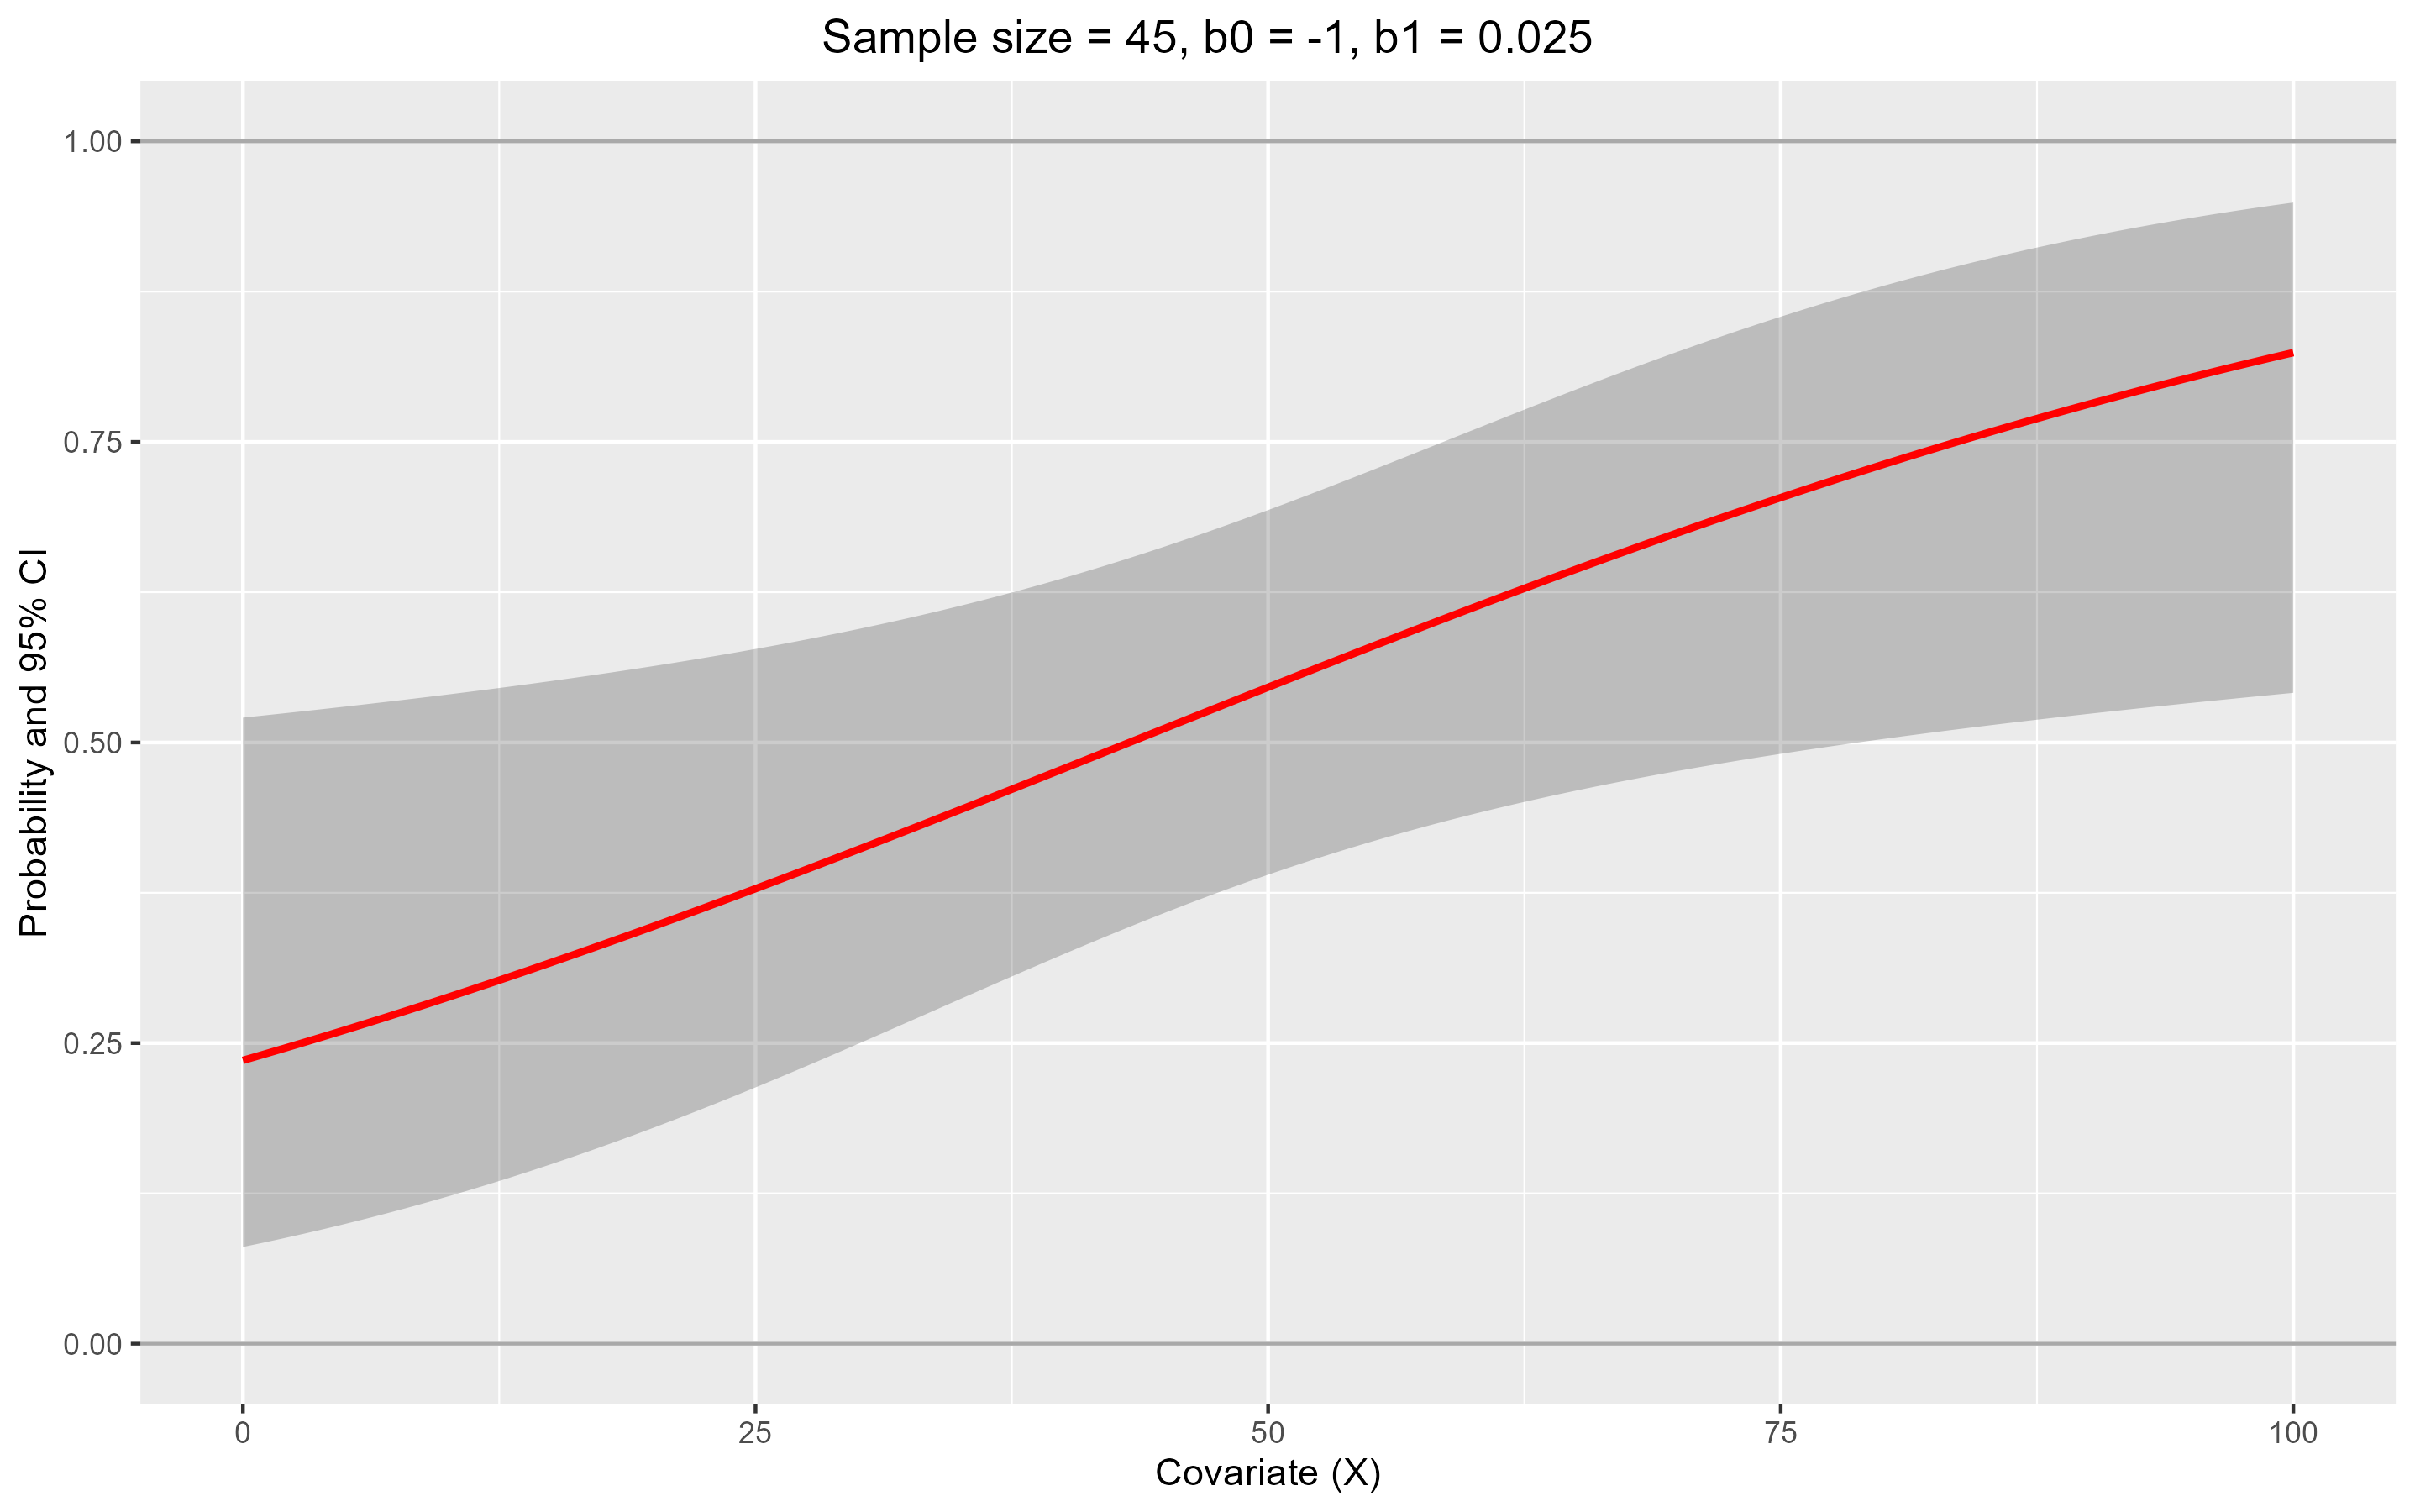 Sample size = 45, b0 = -1, b1 = 0.025
Probability and 95% CI
1.00
0.75
0.50
0.25
0.00
0 25 50 75 100
Covariate (X)